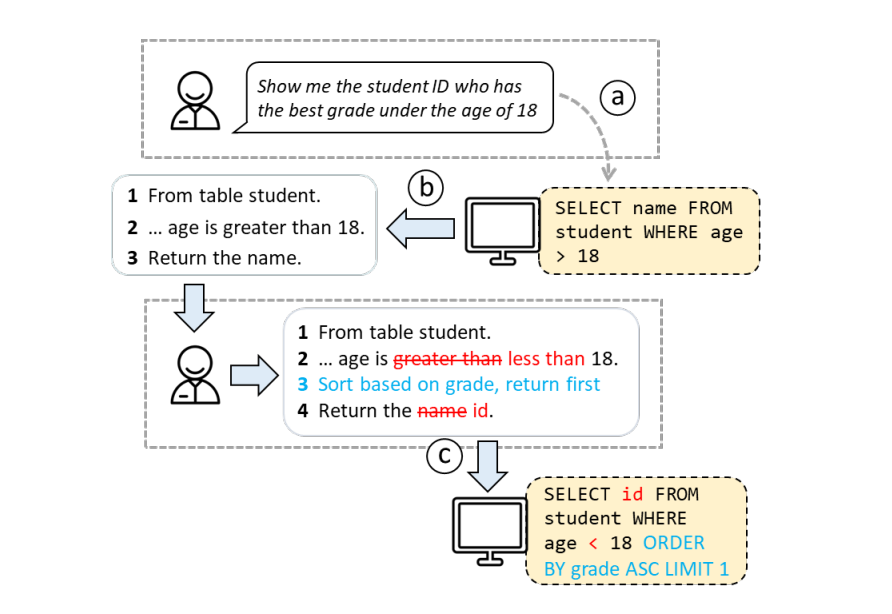 Show me the student ID who has
the best grade under the age of 18
a
b
1 From table student.
2 ... age is greater than 18.
3 Return the name.
SELECT name FROM
student WHERE age
> 18
1 From table student.
2 ... age is greater than less than 18.
3 Sort based on grade, return first
4 Return the name id.
c
SELECT id FROM
student WHERE
age < 18 ORDER
BY grade ASC LIMIT 1